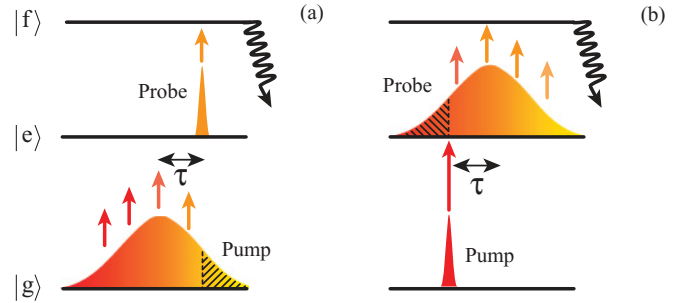 |f⟩
(a)
Probe
|e⟩
τ
Pump
|g⟩
(b)
Probe
τ
Pump